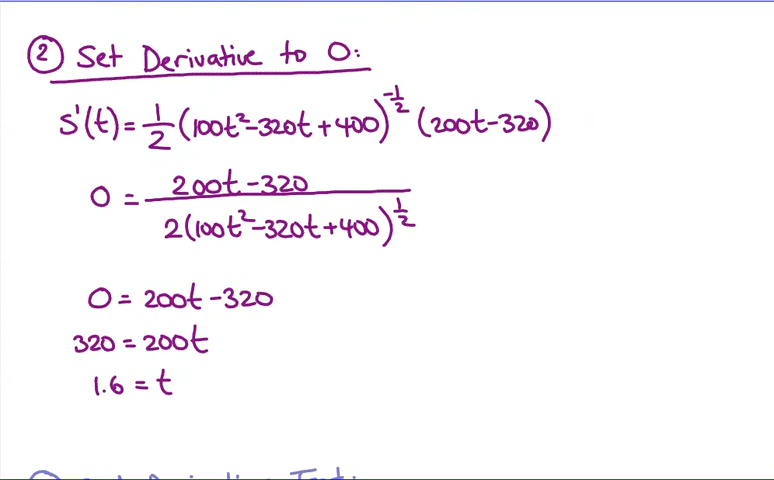 ② Set Derivative to 0:
s'(t) = 1/2 (100t² - 320t + 400)^(-1/2) (200t - 320)
0 = (200t - 320) / (2(100t² - 320t + 400)^(1/2))
0 = 200t - 320
320 = 200t
1.6 = t